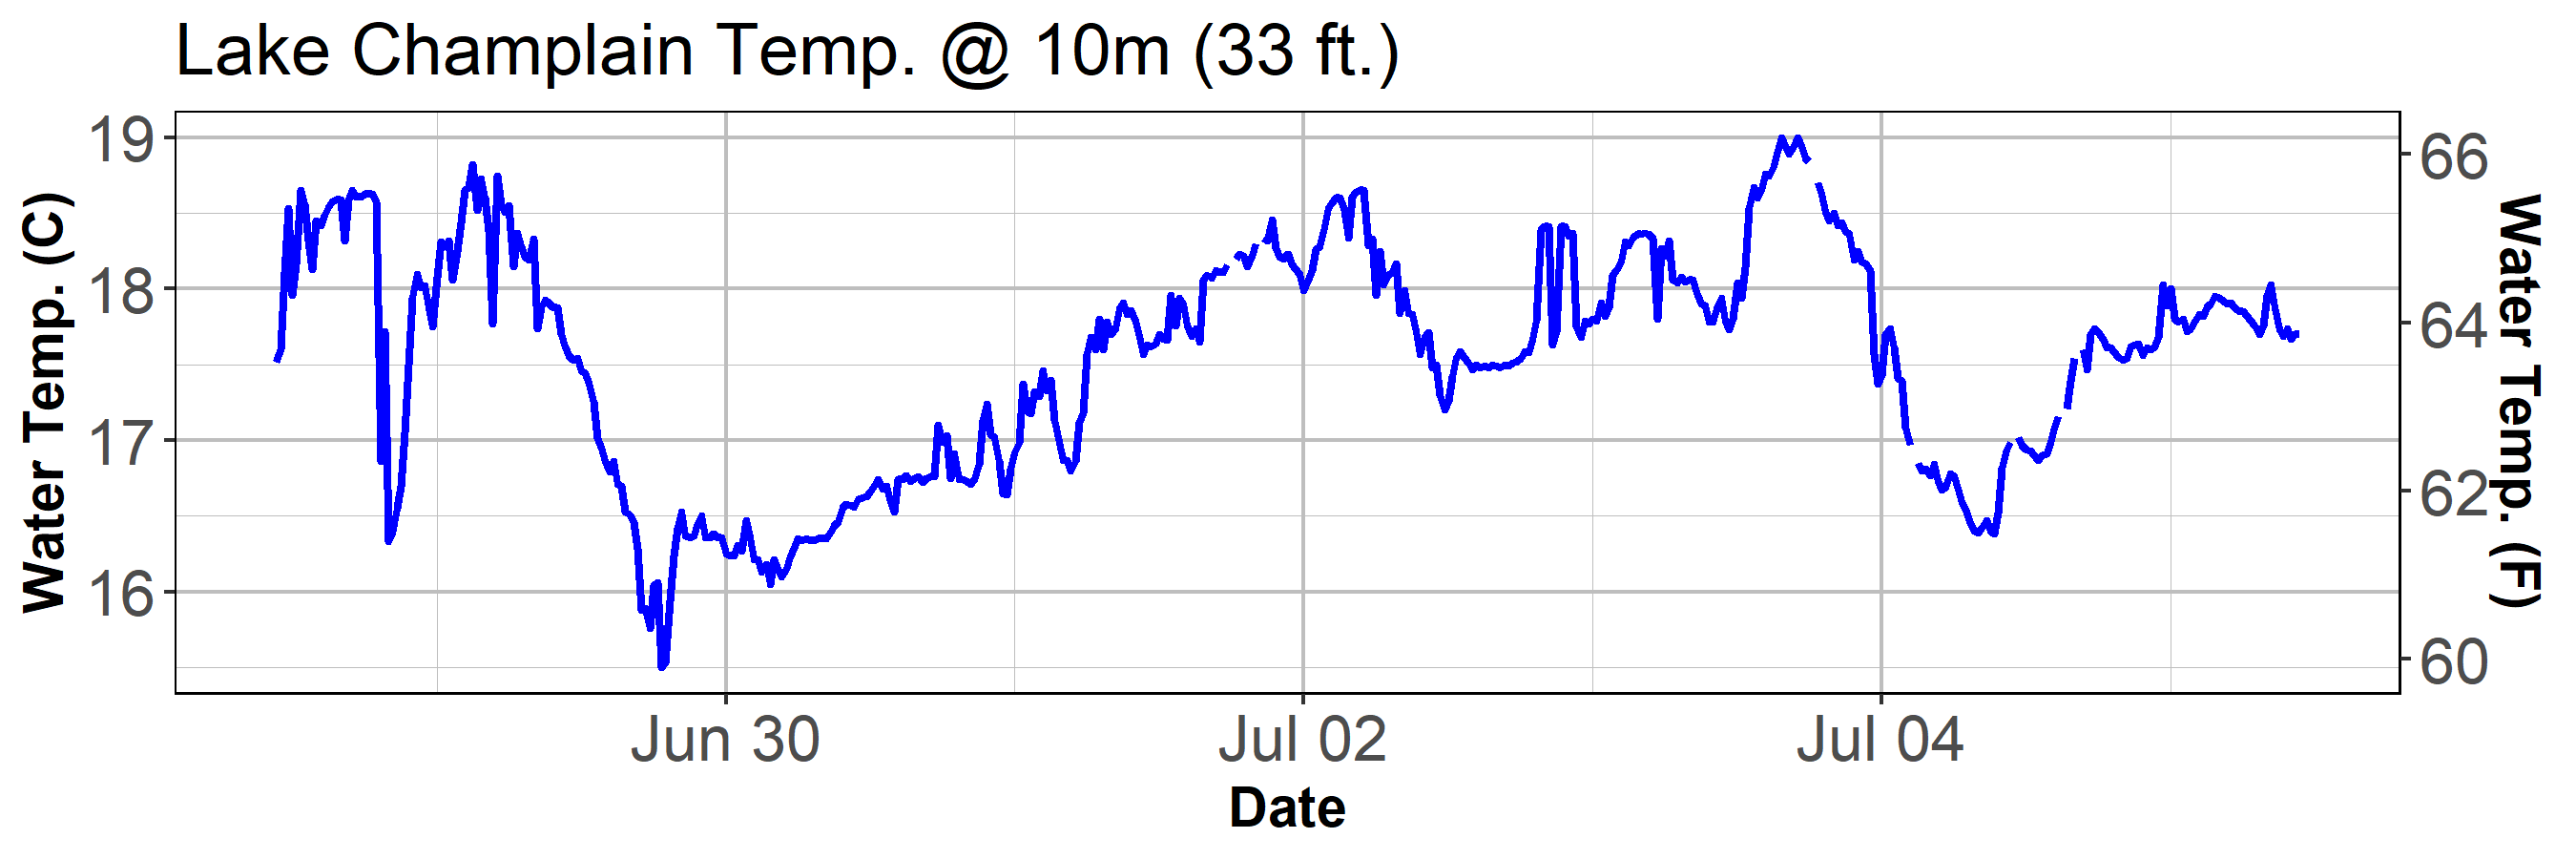 Lake Champlain Temp. @ 10m (33 ft.)
Water Temp. (C)
19
18
17
16
66
64
62
60
Water Temp. (F)
Jun 30
Jul 02
Jul 04
Date